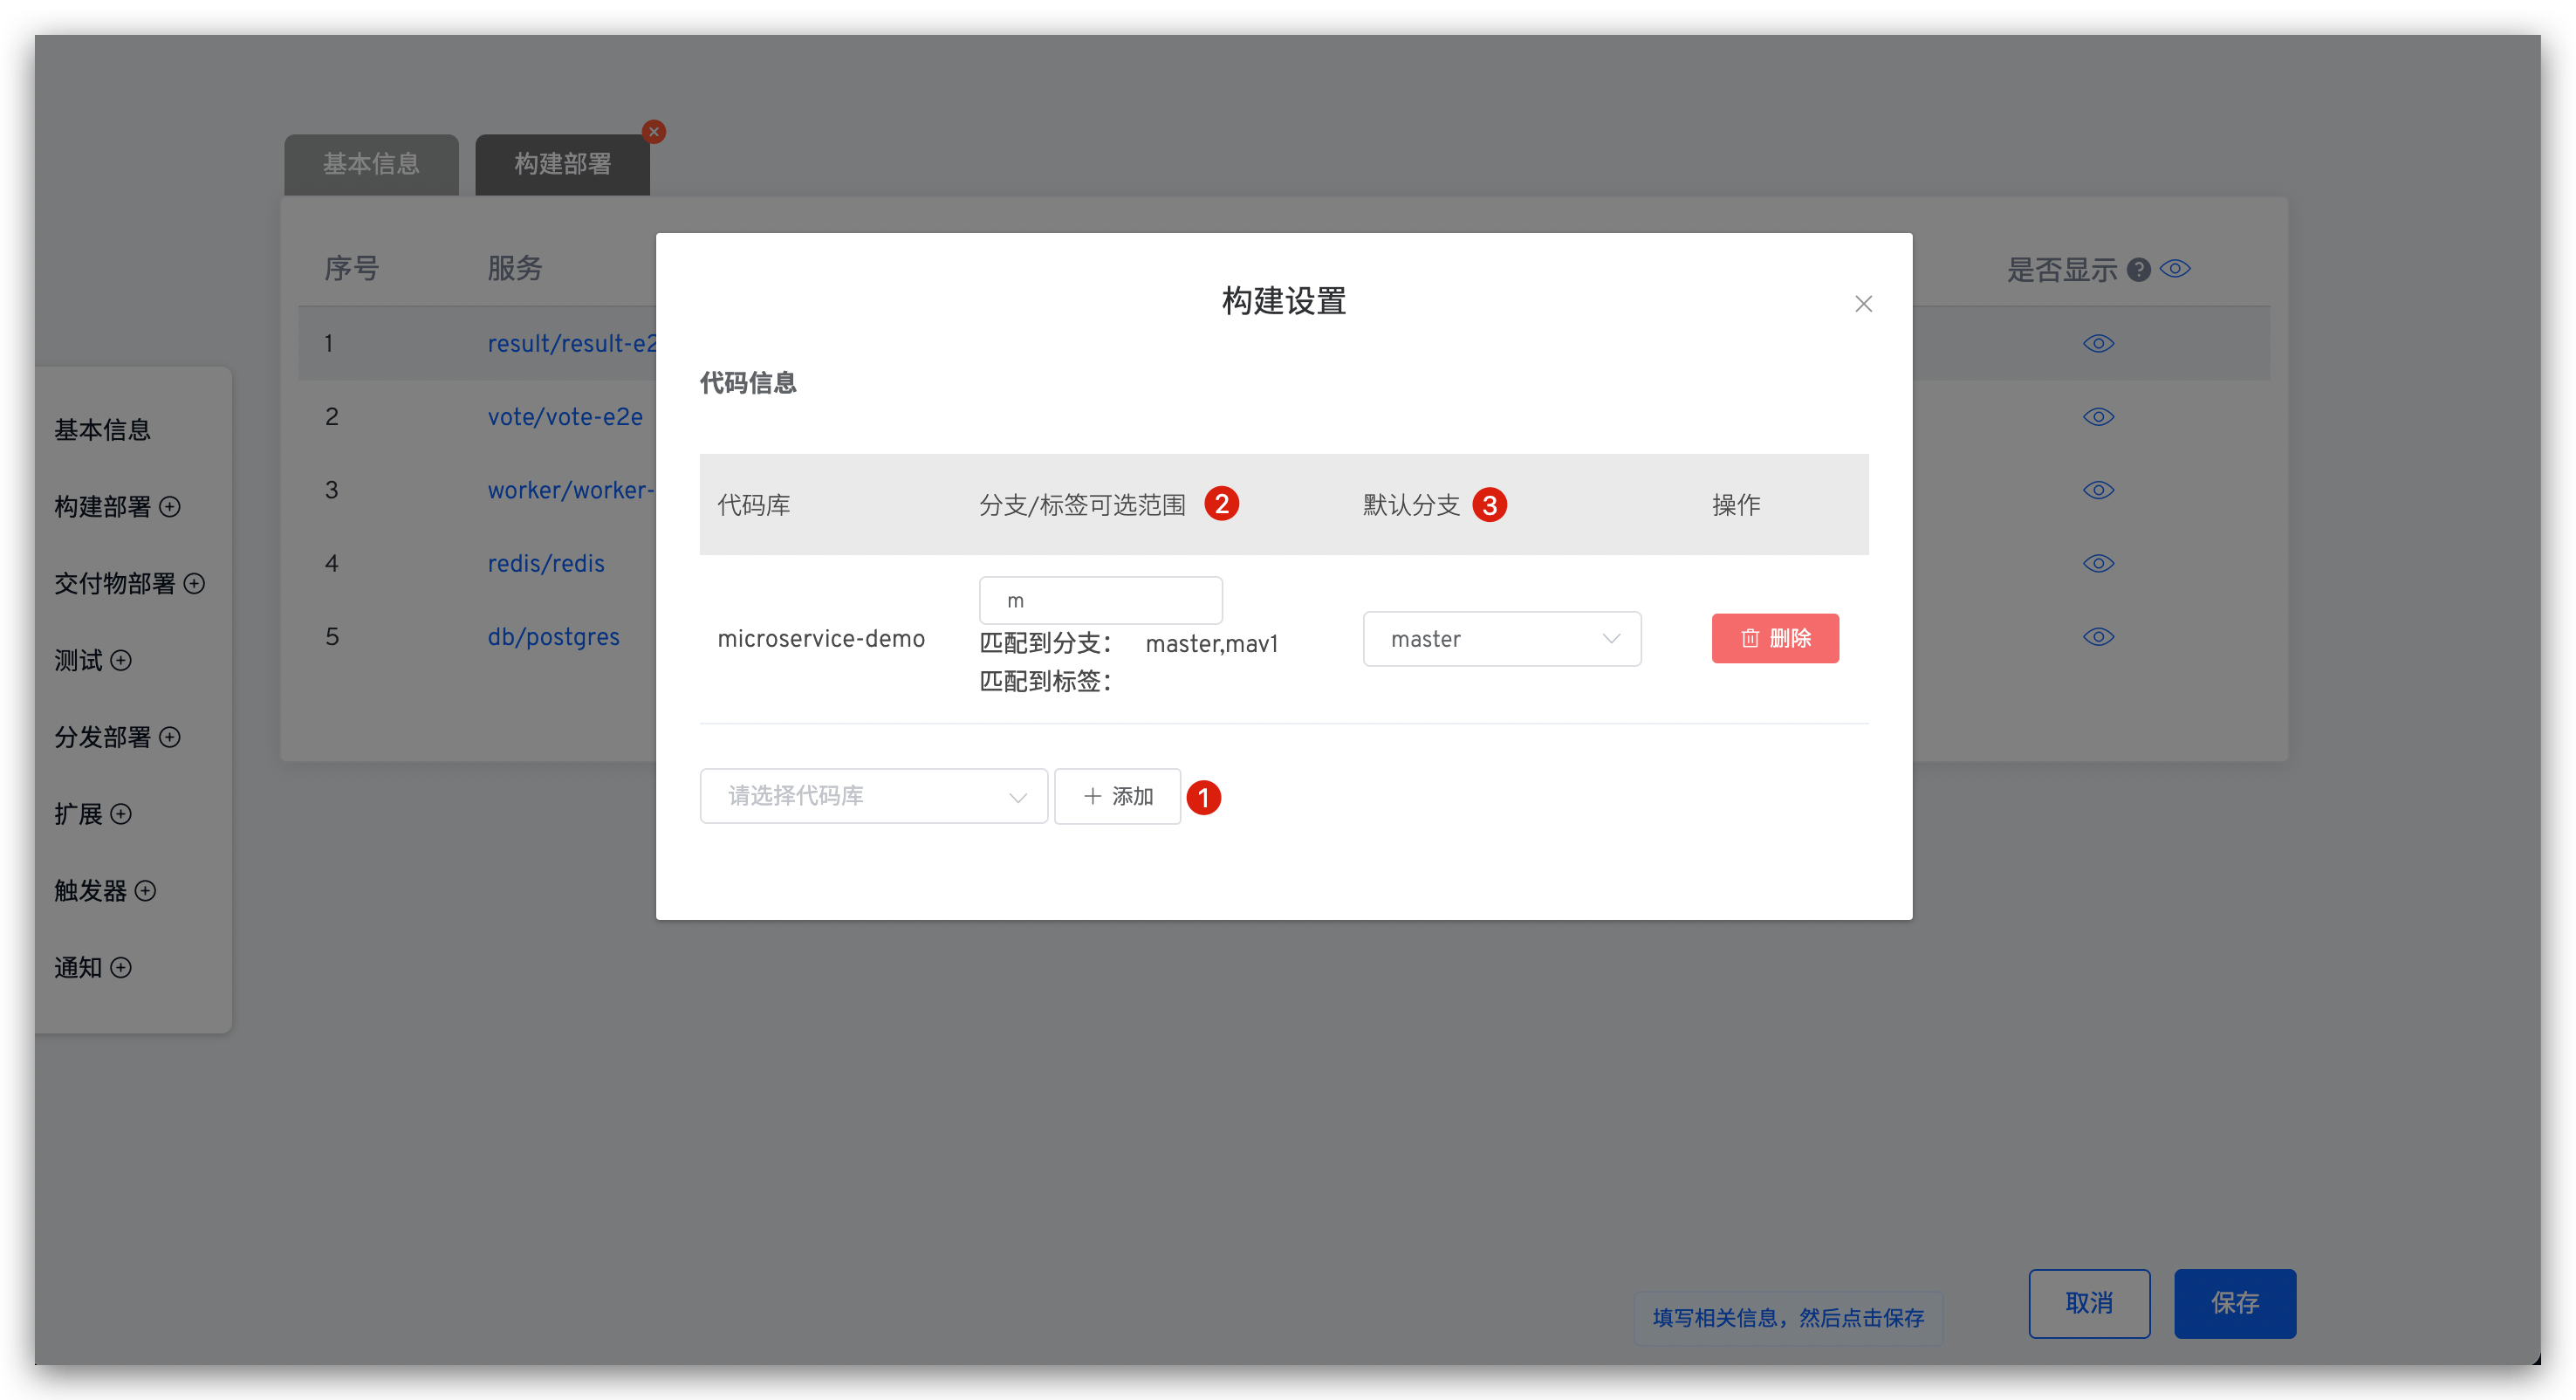 基本信息
构建部署
序号
服务
是否显示
?
1
result/result-e2
2
vote/vote-e2e
3
worker/worker-
4
redis/redis
5
db/postgres
基本信息
构建部署
交付物部署
测试
分发部署
扩展
触发器
通知
构建设置
代码信息
代码库
分支/标签可选范围
2
默认分支
3
操作
microservice-demo
m
匹配到分支： master,mav1
匹配到标签：
master
删除
请选择代码库
添加
1
填写相关信息，然后点击保存
取消
保存